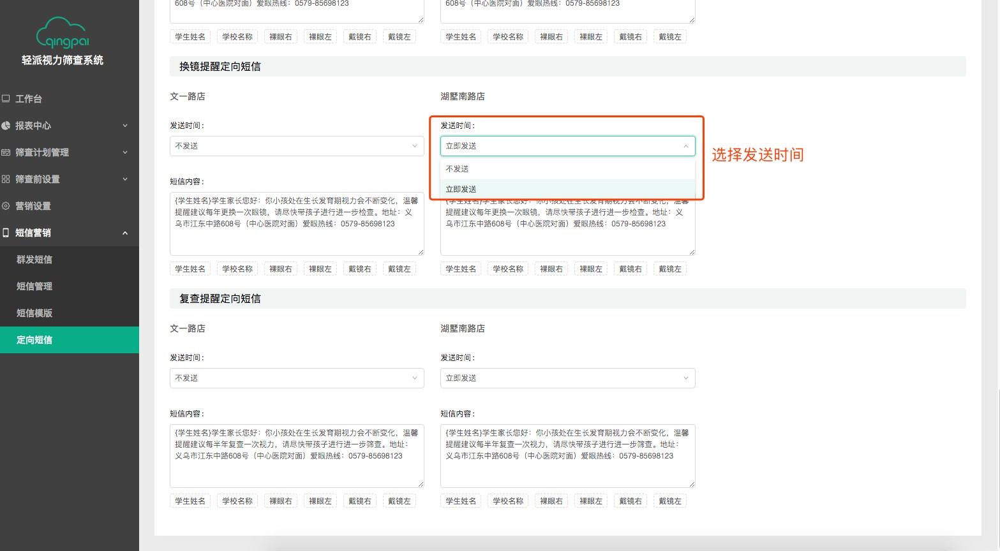 qingpai
轻派视力筛查系统
工作台
报表中心
筛查计划管理
筛查前设置
营销设置
短信营销
群发短信
短信管理
短信模版
定向短信
608号（中心医院对面）爱眼热线：0579-85698123
学生姓名 学校名称 裸眼右 裸眼左 戴镜右 戴镜左
608号（中心医院对面）爱眼热线：0579-85698123
学生姓名 学校名称 裸眼右 裸眼左 戴镜右 戴镜左
换镜提醒定向短信
文一路店
发送时间：
不发送
短信内容：
{学生姓名}学生家长您好：你小孩处在生长发育期视力会不断变化，温馨
提醒建议每年更换一次眼镜，请尽快带孩子进行进一步检查。地址：义
乌市江东中路608号（中心医院对面）爱眼热线：0579-85698123
学生姓名 学校名称 裸眼右 裸眼左 戴镜右 戴镜左
湖墅南路店
发送时间：
立即发送
不发送
立即发送
选择发送时间
{学生姓名}学生家长您好：你小孩处在生长发育期视力会不断变化，温馨
提醒建议每年更换一次眼镜，请尽快带孩子进行进一步检查。地址：义
乌市江东中路608号（中心医院对面）爱眼热线：0579-85698123
学生姓名 学校名称 裸眼右 裸眼左 戴镜右 戴镜左
复查提醒定向短信
文一路店
发送时间：
不发送
短信内容：
{学生姓名}学生家长您好：你小孩处在生长发育期视力会不断变化，温馨
提醒建议每半年复查一次视力，请尽快带孩子进行进一步筛查。地址：
义乌市江东中路608号（中心医院对面）爱眼热线：0579-85698123
学生姓名 学校名称 裸眼右 裸眼左 戴镜右 戴镜左
湖墅南路店
发送时间：
立即发送
短信内容：
{学生姓名}学生家长您好：你小孩处在生长发育期视力会不断变化，温馨
提醒建议每半年复查一次视力，请尽快带孩子进行进一步筛查。地址：
义乌市江东中路608号（中心医院对面）爱眼热线：0579-85698123
学生姓名 学校名称 裸眼右 裸眼左 戴镜右 戴镜左